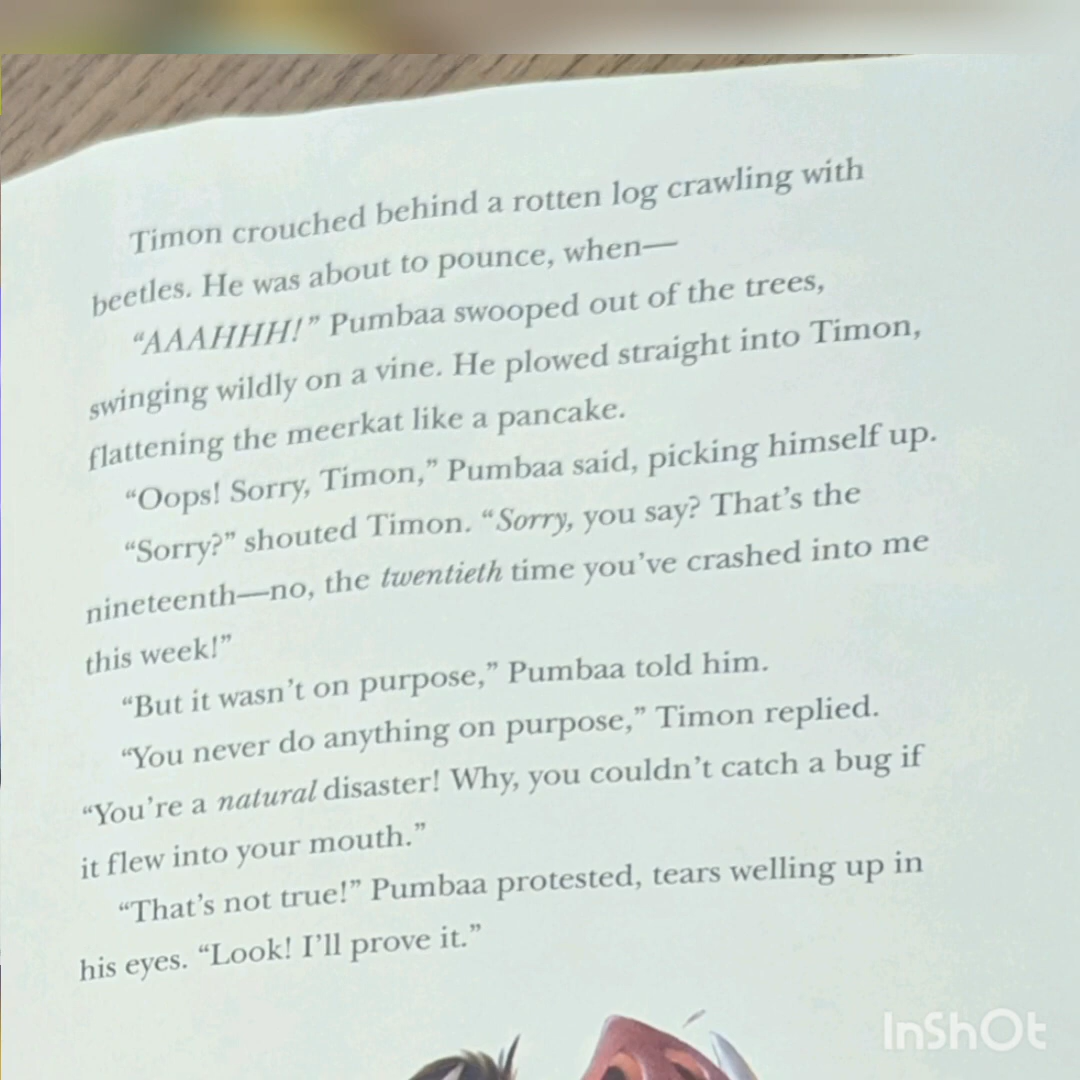 Timon crouched behind a rotten log crawling with
beetles. He was about to pounce, when—
“AAAHHH!” Pumbaa swooped out of the trees,
swinging wildly on a vine. He plowed straight into Timon,
flattening the meerkat like a pancake.
“Oops! Sorry, Timon,” Pumbaa said, picking himself up.
“Sorry?” shouted Timon. “Sorry, you say? That’s the
nineteenth—no, the twentieth time you’ve crashed into me
this week!”
“But it wasn’t on purpose,” Pumbaa told him.
“You never do anything on purpose,” Timon replied.
“You’re a natural disaster! Why, you couldn’t catch a bug if
it flew into your mouth.”
“That’s not true!” Pumbaa protested, tears welling up in
his eyes. “Look! I’ll prove it.”
InShOt